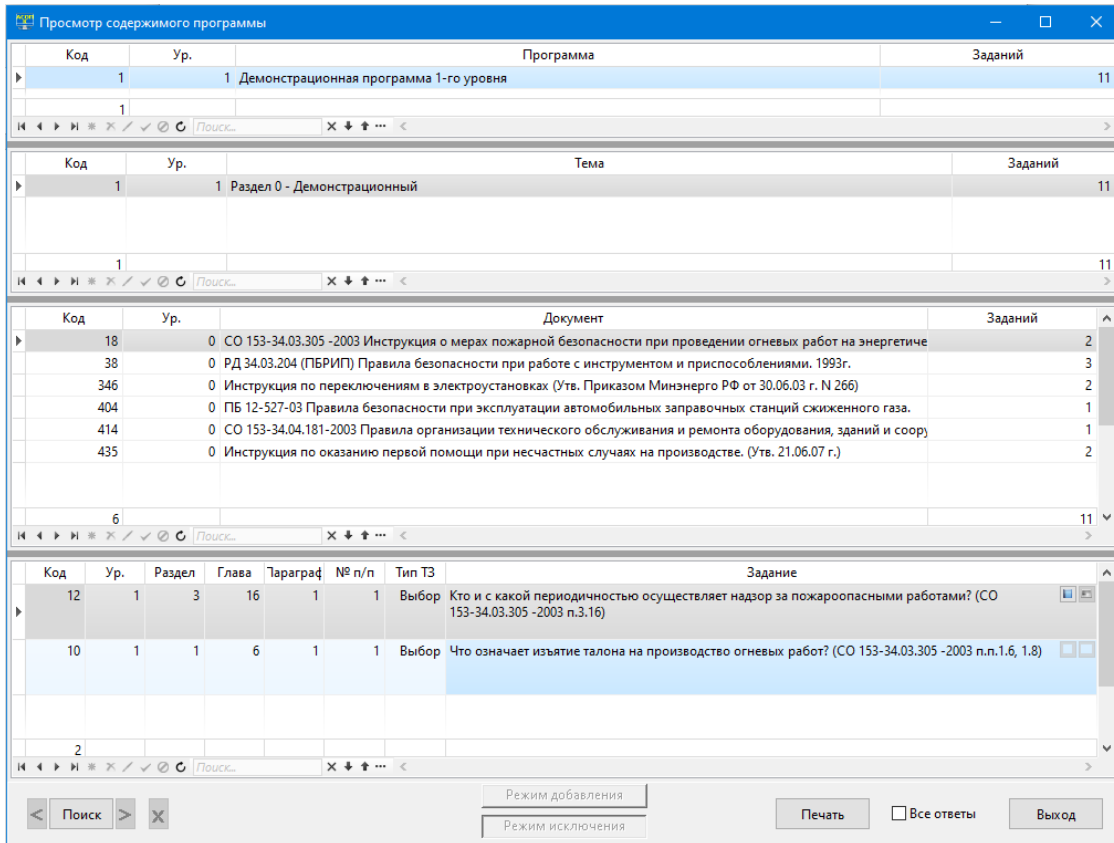 Просмотр содержимого программы
Код Ур. Программа Заданий
1 1 Демонстрационная программа 1-го уровня 11
1
Поиск...
Код Ур. Тема Заданий
1 1 Раздел 0 - Демонстрационный 11
1 11
Поиск...
Код Ур. Документ Заданий
18 0 СО 153-34.03.305 -2003 Инструкция о мерах пожарной безопасности при проведении огневых работ на энергетиче 2
38 0 РД 34.03.204 (ПБРИП) Правила безопасности при работе с инструментом и приспособлениями. 1993г. 3
346 0 Инструкция по переключениям в электроустановках (Утв. Приказом Минэнерго РФ от 30.06.03 г. N 266) 2
404 0 ПБ 12-527-03 Правила безопасности при эксплуатации автомобильных заправочных станций сжиженного газа. 1
414 0 СО 153-34.04.181-2003 Правила организации технического обслуживания и ремонта оборудования, зданий и соору 1
435 0 Инструкция по оказанию первой помощи при несчастных случаях на производстве. (Утв. 21.06.07 г.) 2
6 11
Поиск...
Код Ур. Раздел Глава Параграф № п/п Тип ТЗ Задание
12 1 3 16 1 1 Выбор Кто и с какой периодичностью осуществляет надзор за пожароопасными работами? (СО
153-34.03.305 -2003 п.3.16)
10 1 1 6 1 1 Выбор Что означает изъятие талона на производство огневых работ? (СО 153-34.03.305 -2003 п.п.1.6, 1.8)
2
Поиск...
Режим добавления
< Поиск > X Печать Все ответы Выход
Режим исключения